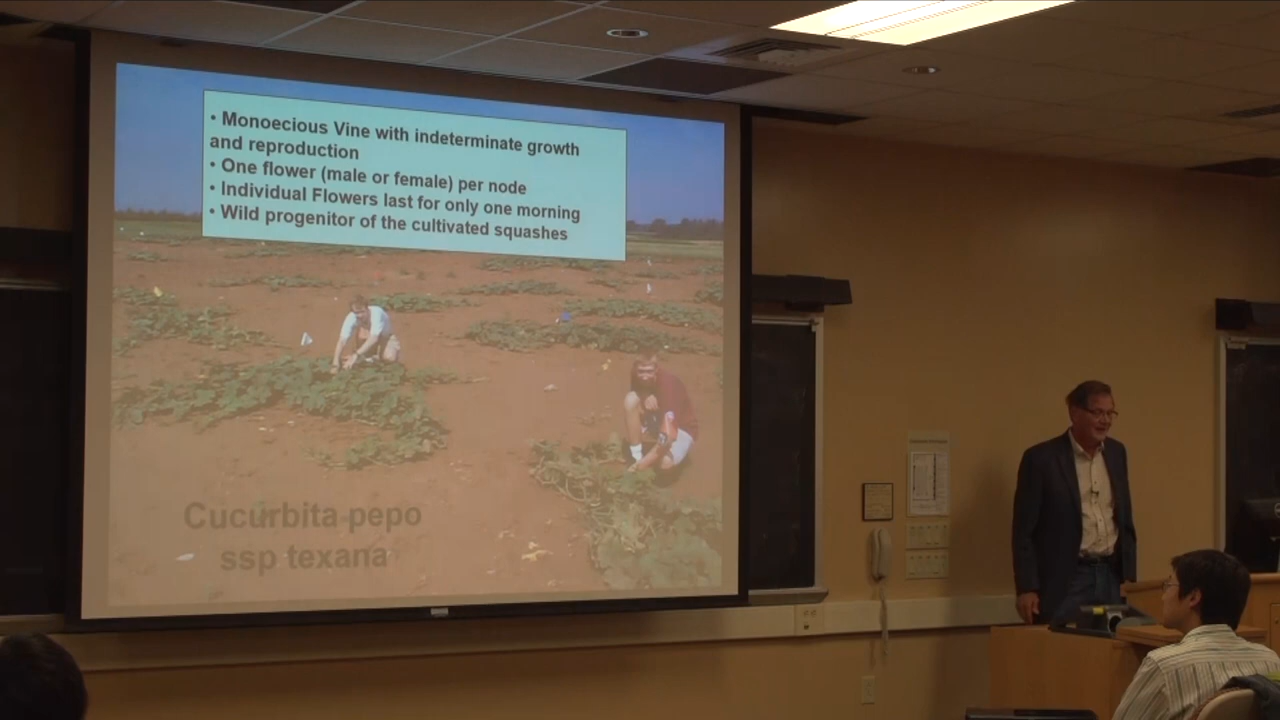 • Monoecious Vine with indeterminate growth
and reproduction
• One flower (male or female) per node
• Individual Flowers last for only one morning
• Wild progenitor of the cultivated squashes
Cucurbita pepo
ssp texana